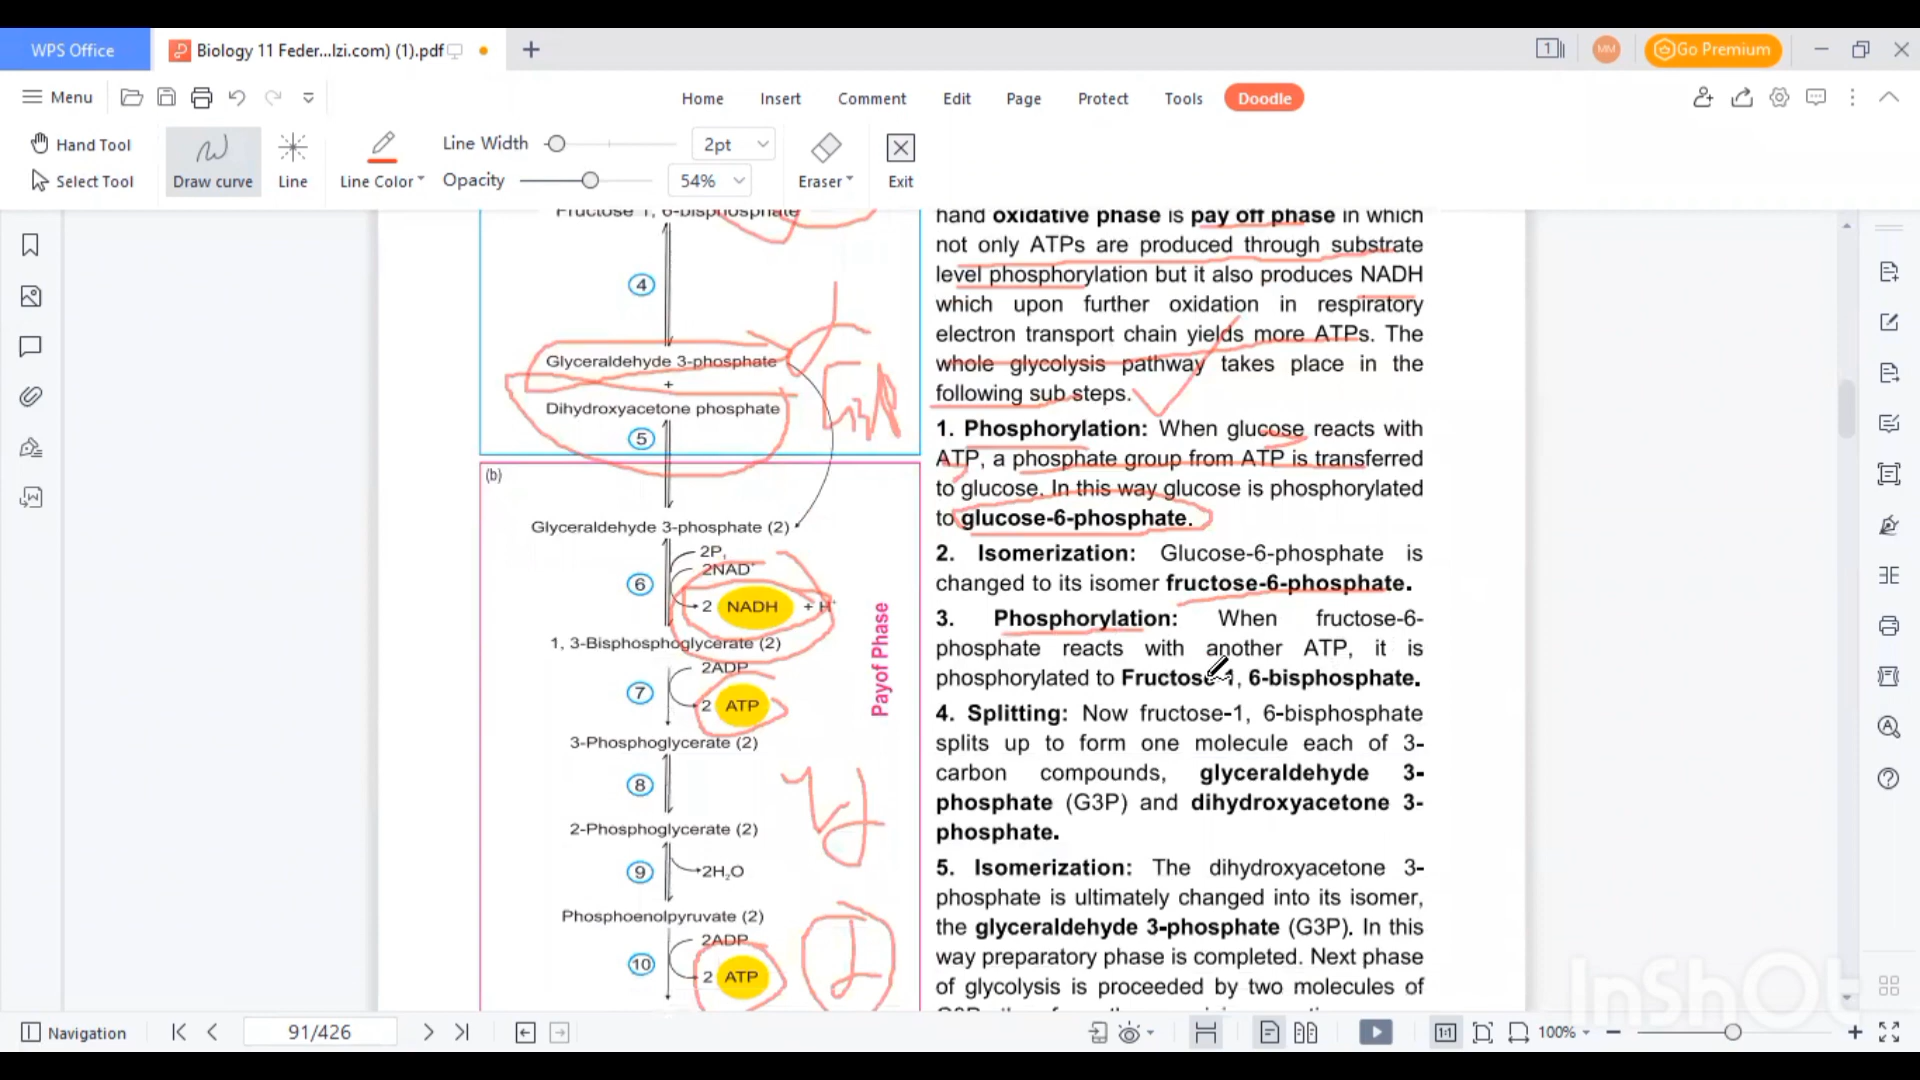 WPS Office
Biology 11 Feder...lzi.com) (1).pdf
1
MM
Go Premium
Menu
Home Insert Comment Edit Page Protect Tools Doodle
Hand Tool
Select Tool
Draw curve
Line
Line Color
Line Width 2pt
Opacity 54%
Eraser
Exit
Fructose 1, 6-bisphosphate
4
Glyceraldehyde 3-phosphate
+
Dihydroxyacetone phosphate
5
(b)
Glyceraldehyde 3-phosphate (2)
2P,
2NAD+
6
2 NADH + H+
1, 3-Bisphosphoglycerate (2)
2ADP
7
2 ATP
3-Phosphoglycerate (2)
8
2-Phosphoglycerate (2)
9
2H₂O
Phosphoenolpyruvate (2)
2ADP
10
2 ATP
Payof Phase
hand oxidative phase is pay off phase in which
not only ATPs are produced through substrate
level phosphorylation but it also produces NADH
which upon further oxidation in respiratory
electron transport chain yields more ATPs. The
whole glycolysis pathway takes place in the
following sub steps.
1. Phosphorylation: When glucose reacts with
ATP, a phosphate group from ATP is transferred
to glucose. In this way glucose is phosphorylated
to glucose-6-phosphate.
2. Isomerization: Glucose-6-phosphate is
changed to its isomer fructose-6-phosphate.
3. Phosphorylation: When fructose-6-
phosphate reacts with another ATP, it is
phosphorylated to Fructose-1, 6-bisphosphate.
4. Splitting: Now fructose-1, 6-bisphosphate
splits up to form one molecule each of 3-
carbon compounds, glyceraldehyde 3-
phosphate (G3P) and dihydroxyacetone 3-
phosphate.
5. Isomerization: The dihydroxyacetone 3-
phosphate is ultimately changed into its isomer,
the glyceraldehyde 3-phosphate (G3P). In this
way preparatory phase is completed. Next phase
of glycolysis is proceeded by two molecules of
InShOt
Navigation
91/426
1:1
100%